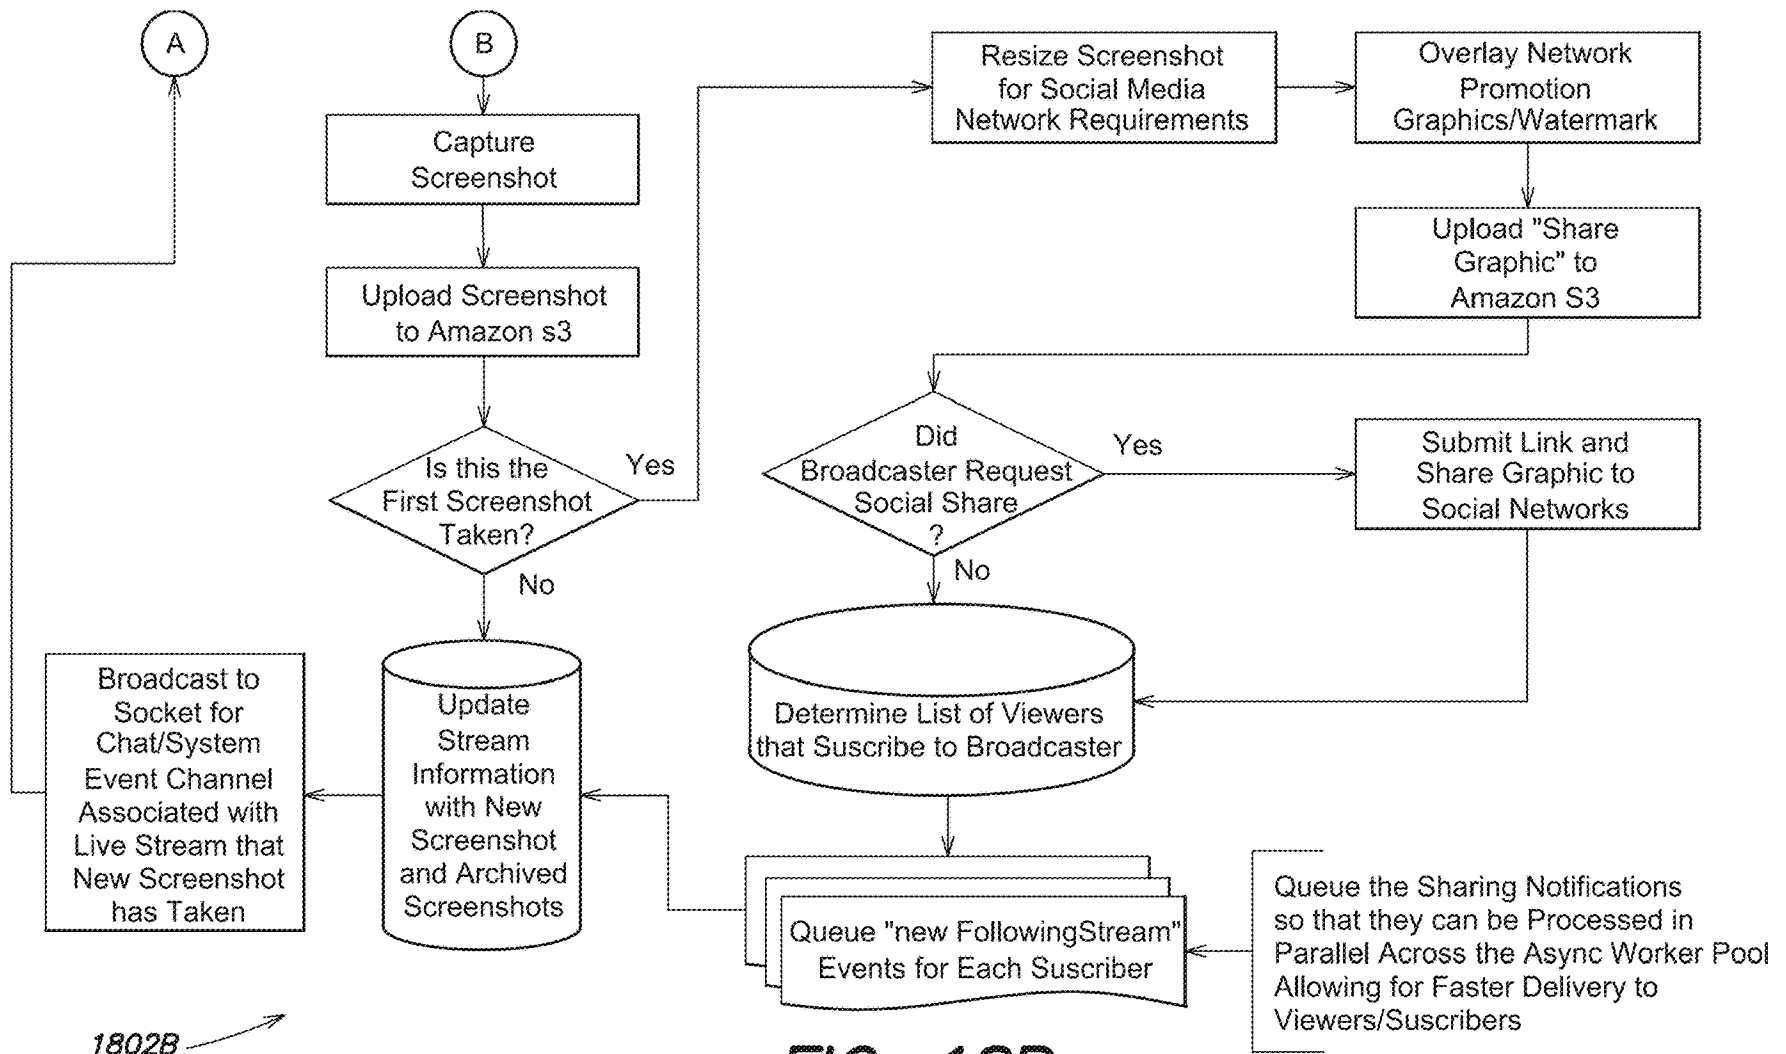 A
B
Capture
Screenshot
Upload Screenshot
to Amazon s3
Is this the
First Screenshot
Taken?
Yes
No
Resize Screenshot
for Social Media
Network Requirements
Overlay Network
Promotion
Graphics/Watermark
Upload "Share
Graphic" to
Amazon S3
Did
Broadcaster Request
Social Share
?
Yes
No
Submit Link and
Share Graphic to
Social Networks
Determine List of Viewers
that Suscribe to Broadcaster
Broadcast to
Socket for
Chat/System
Event Channel
Associated with
Live Stream that
New Screenshot
has Taken
Update
Stream
Information
with New
Screenshot
and Archived
Screenshots
Queue "new FollowingStream"
Events for Each Suscriber
Queue the Sharing Notifications
so that they can be Processed in
Parallel Across the Async Worker Pool
Allowing for Faster Delivery to
Viewers/Suscribers
1802B